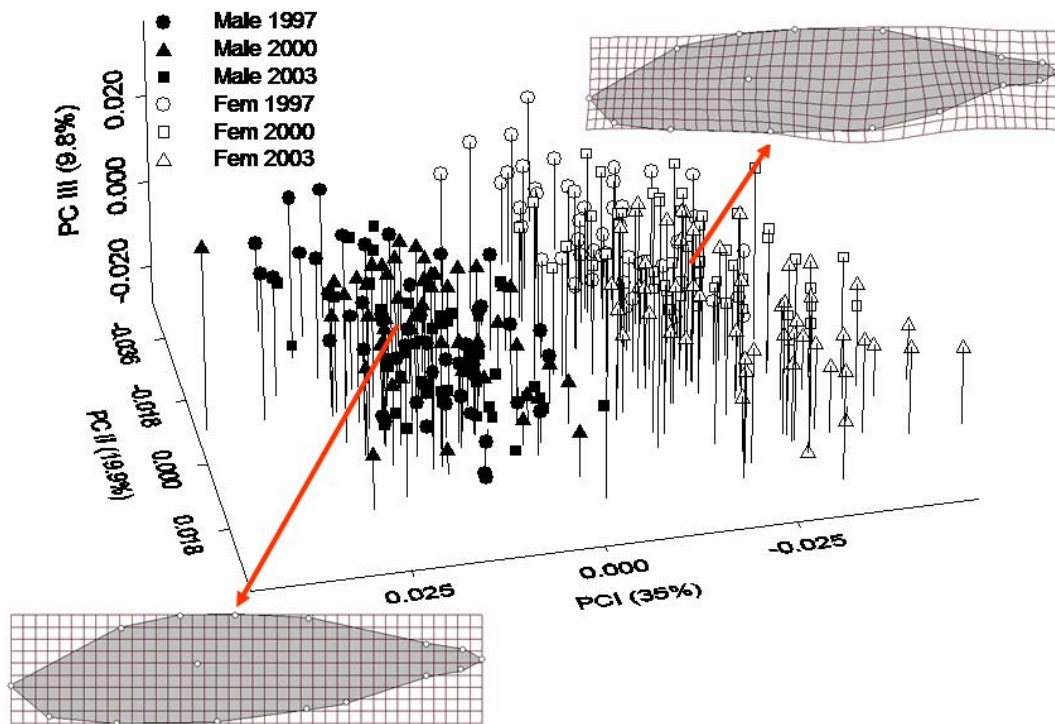 Male 1997
Male 2000
Male 2003
Fem 1997
Fem 2000
Fem 2003
PC III (9.8%)
0.020
0.000
-0.020
PC II (19.9%)
-0.036
-0.018
0.000
0.018
PCI (35%)
0.025
0.000
-0.025